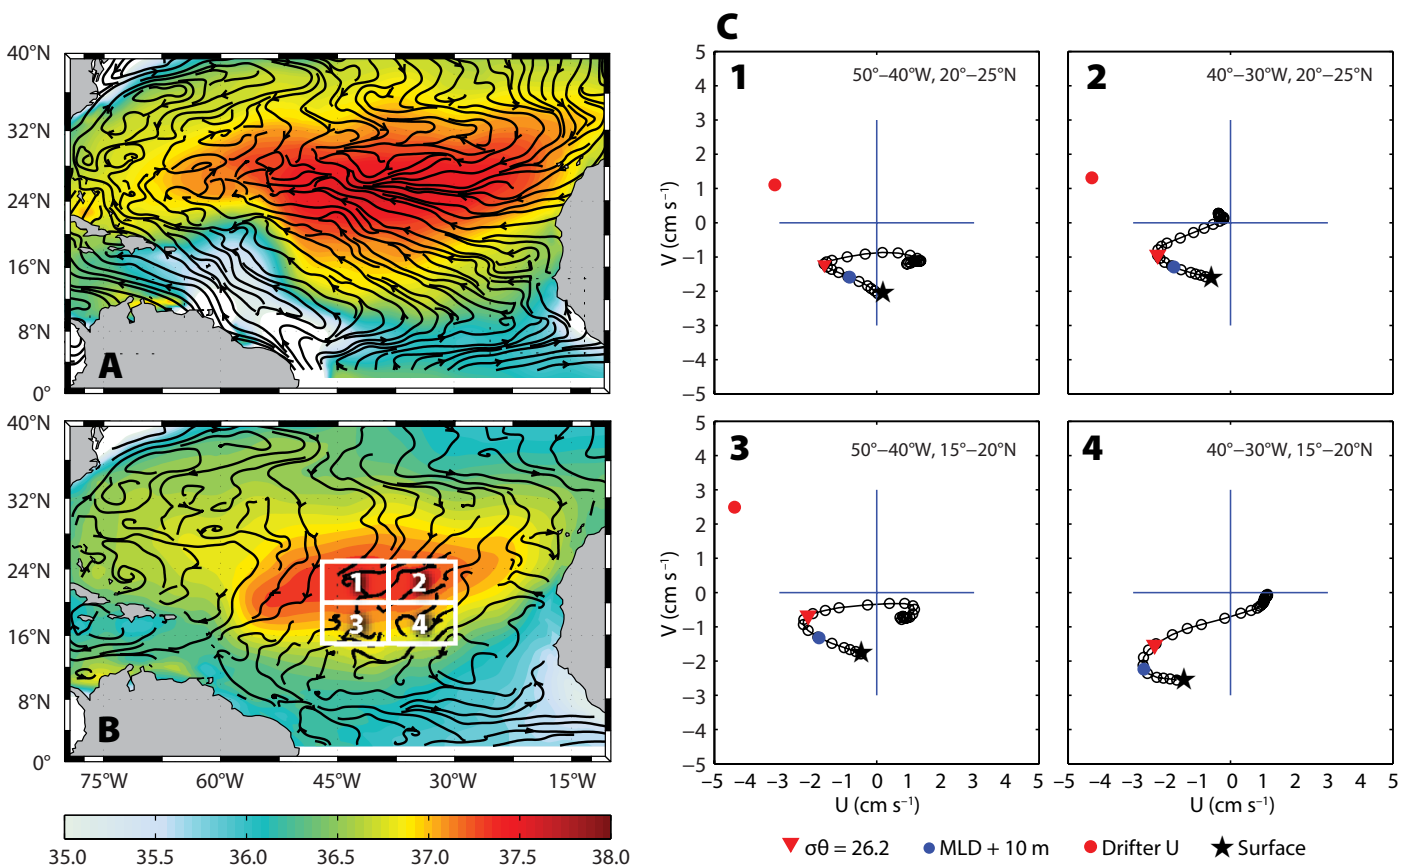 40°N
32°N
24°N
16°N
8°N
0°
A
40°N
32°N
24°N
16°N
8°N
0°
1 2
3 4
B
75°W 60°W 45°W 30°W 15°W
35.0 35.5 36.0 36.5 37.0 37.5 38.0
C
1
50°–40°W, 20°–25°N
5
4
3
2
1
0
−1
−2
−3
−4
−5
V (cm s⁻¹)
2
40°–30°W, 20°–25°N
3
50°–40°W, 15°–20°N
5
4
3
2
1
0
−1
−2
−3
−4
−5
V (cm s⁻¹)
−5 −4 −3 −2 −1 0 1 2 3 4 5
U (cm s⁻¹)
4
40°–30°W, 15°–20°N
−5 −4 −3 −2 −1 0 1 2 3 4 5
U (cm s⁻¹)
σθ = 26.2 MLD + 10 m Drifter U Surface